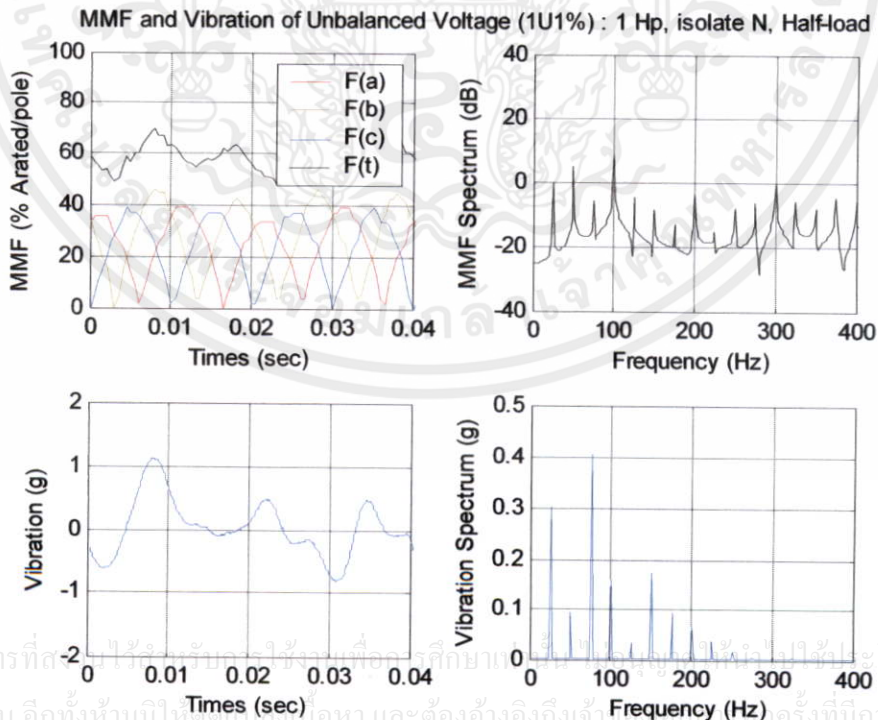 MMF and Vibration of Unbalanced Voltage (1U1%) : 1 Hp, isolate N, Half-load
MMF (% Arated/pole)
100
80
60
40
20
0
0 0.01 0.02 0.03 0.04
Times (sec)
F(a)
F(b)
F(c)
F(t)
MMF Spectrum (dB)
40
20
0
-20
-40
0 100 200 300 400
Frequency (Hz)
Vibration (g)
2
1
0
-1
-2
0 0.01 0.02 0.03 0.04
Times (sec)
Vibration Spectrum (g)
0.5
0.4
0.3
0.2
0.1
0
0 100 200 300 400
Frequency (Hz)